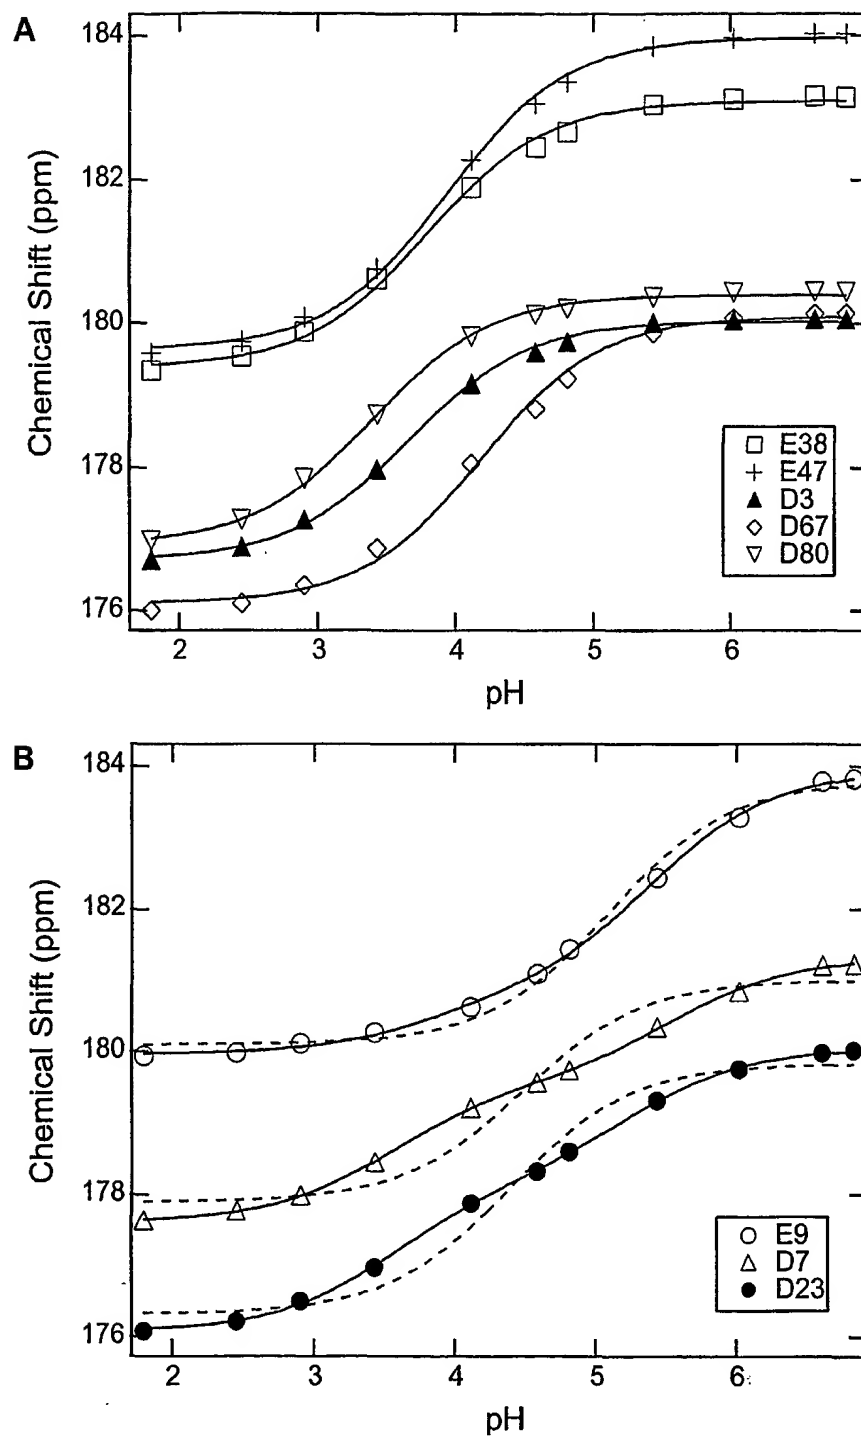 A
184
182
180
178
176
Chemical Shift (ppm)
E38
E47
D3
D67
D80
2 3 4 5 6
pH
B
184
182
180
178
176
Chemical Shift (ppm)
E9
D7
D23
2 3 4 5 6
pH